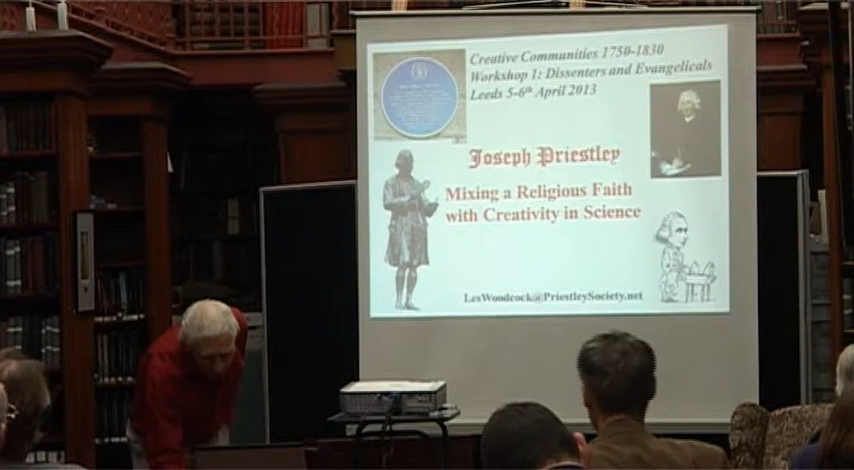 Creative Communities 1750-1830
Workshop 1: Dissenters and Evangelicals
Leeds 5-6th April 2013
Joseph Priestley
Mixing a Religious Faith
with Creativity in Science
LesWoodcock@PriestleySociety.net